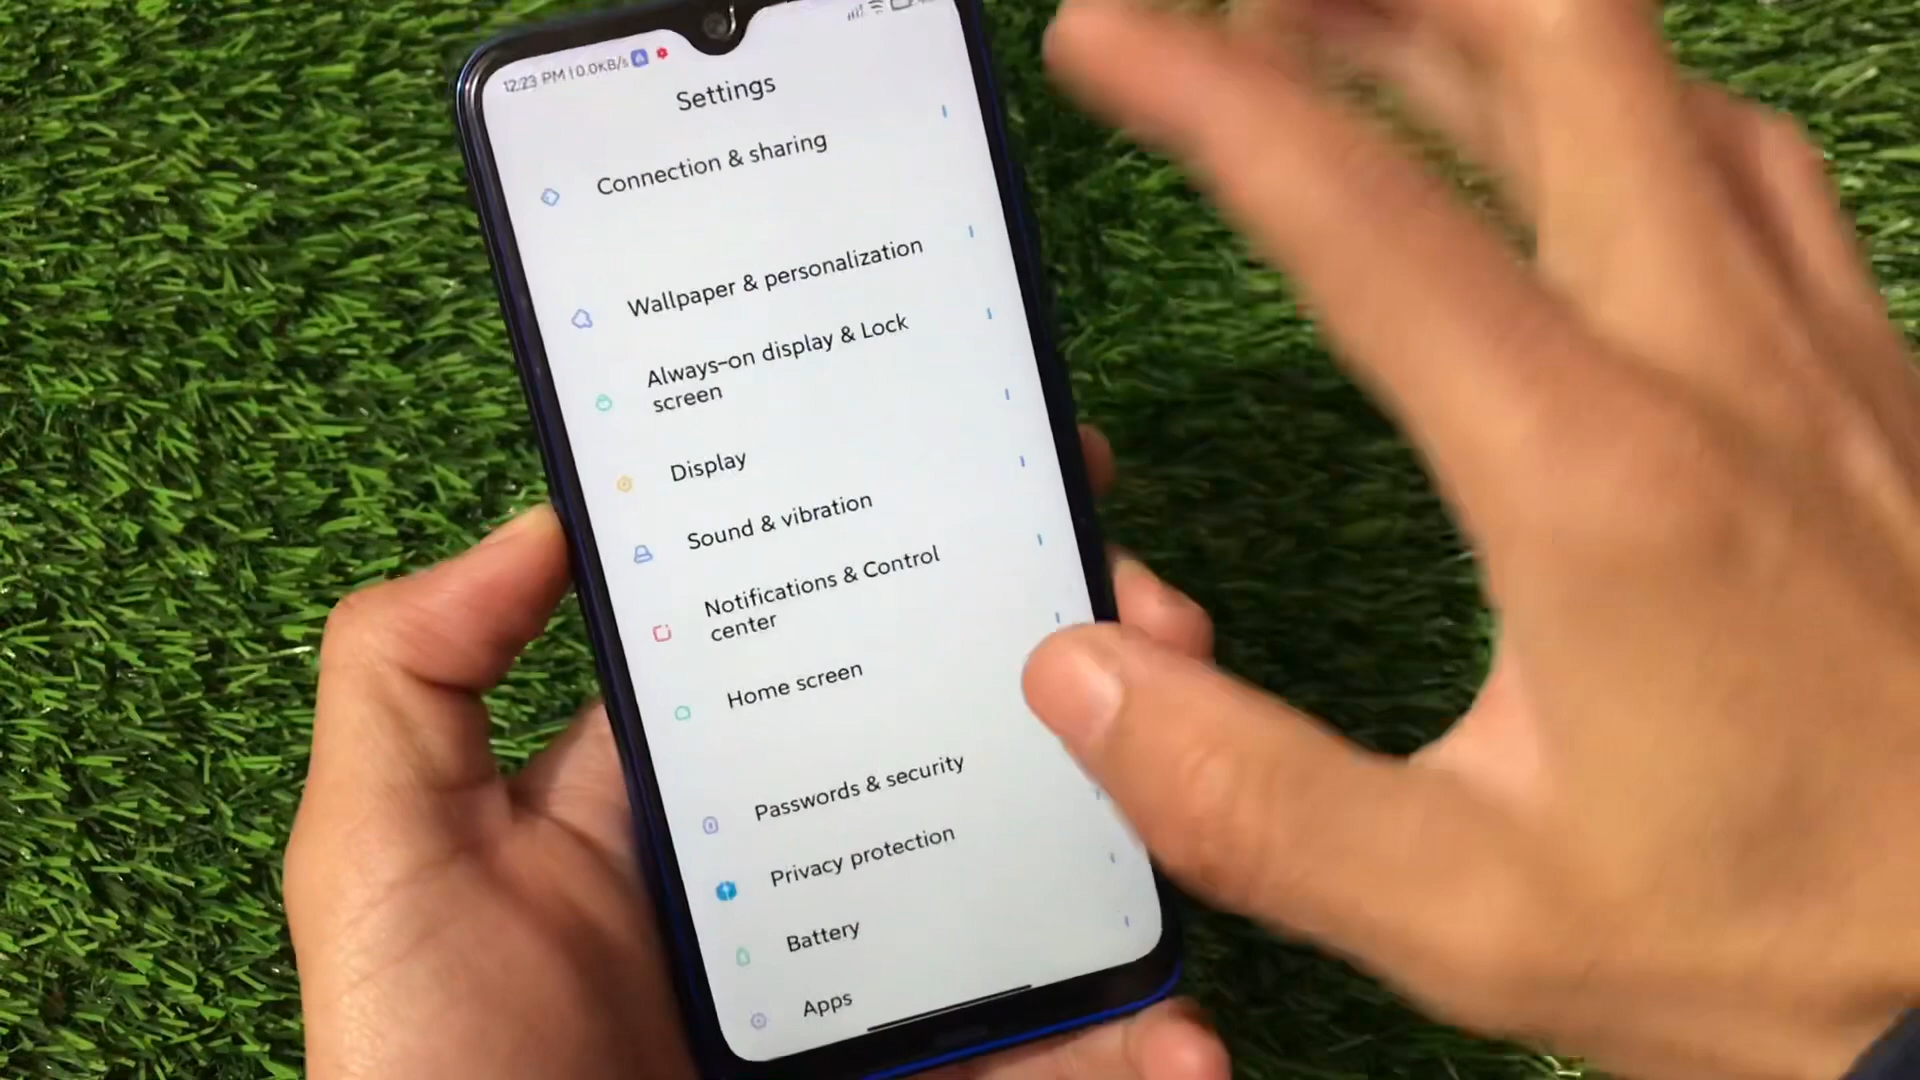 12:23 PM | 0.0KB/s
Settings
Connection & sharing
Wallpaper & personalization
Always-on display & Lock
screen
Display
Sound & vibration
Notifications & Control
center
Home screen
Passwords & security
Privacy protection
Battery
Apps